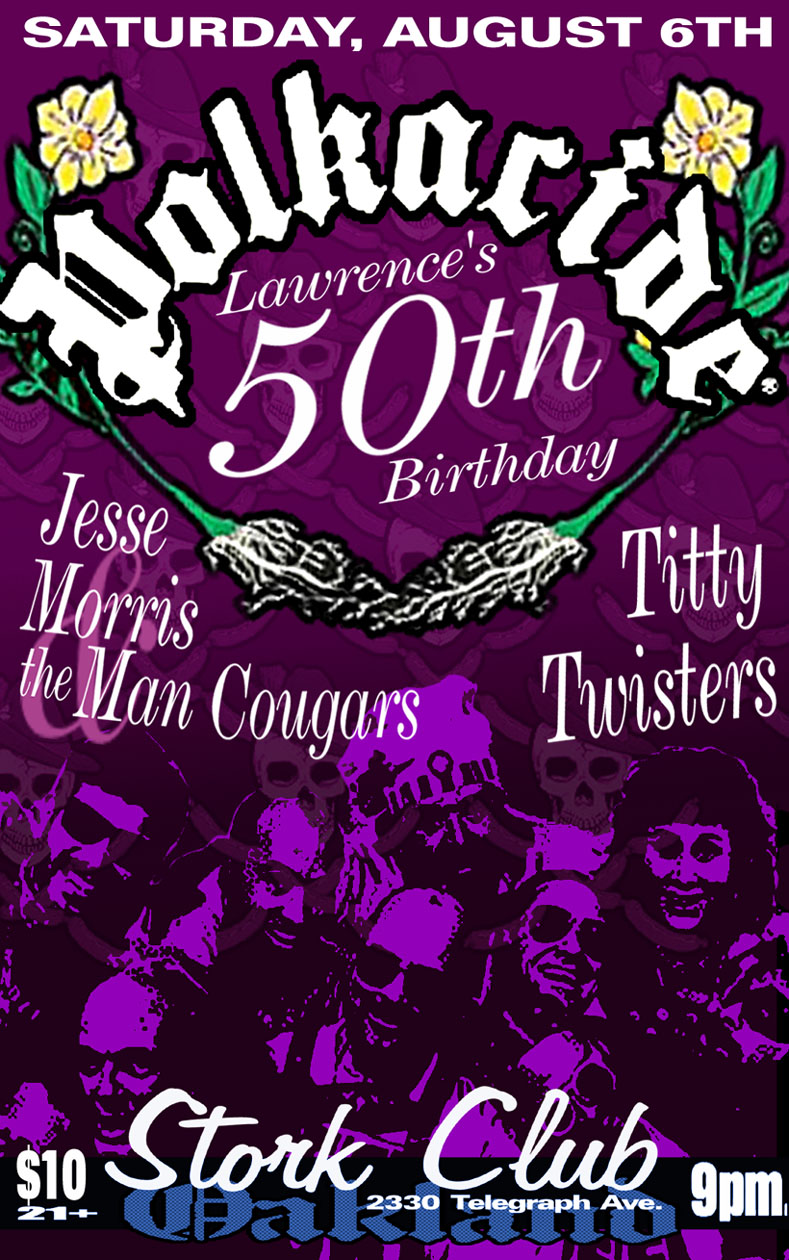 SATURDAY, AUGUST 6TH
Polkacide
Lawrence's
50th
Birthday
Jesse
Morris
&
the Man Cougars
Titty
Twisters
Stork Club
$10
21+
2330 Telegraph Ave.
Oakland
9pm.